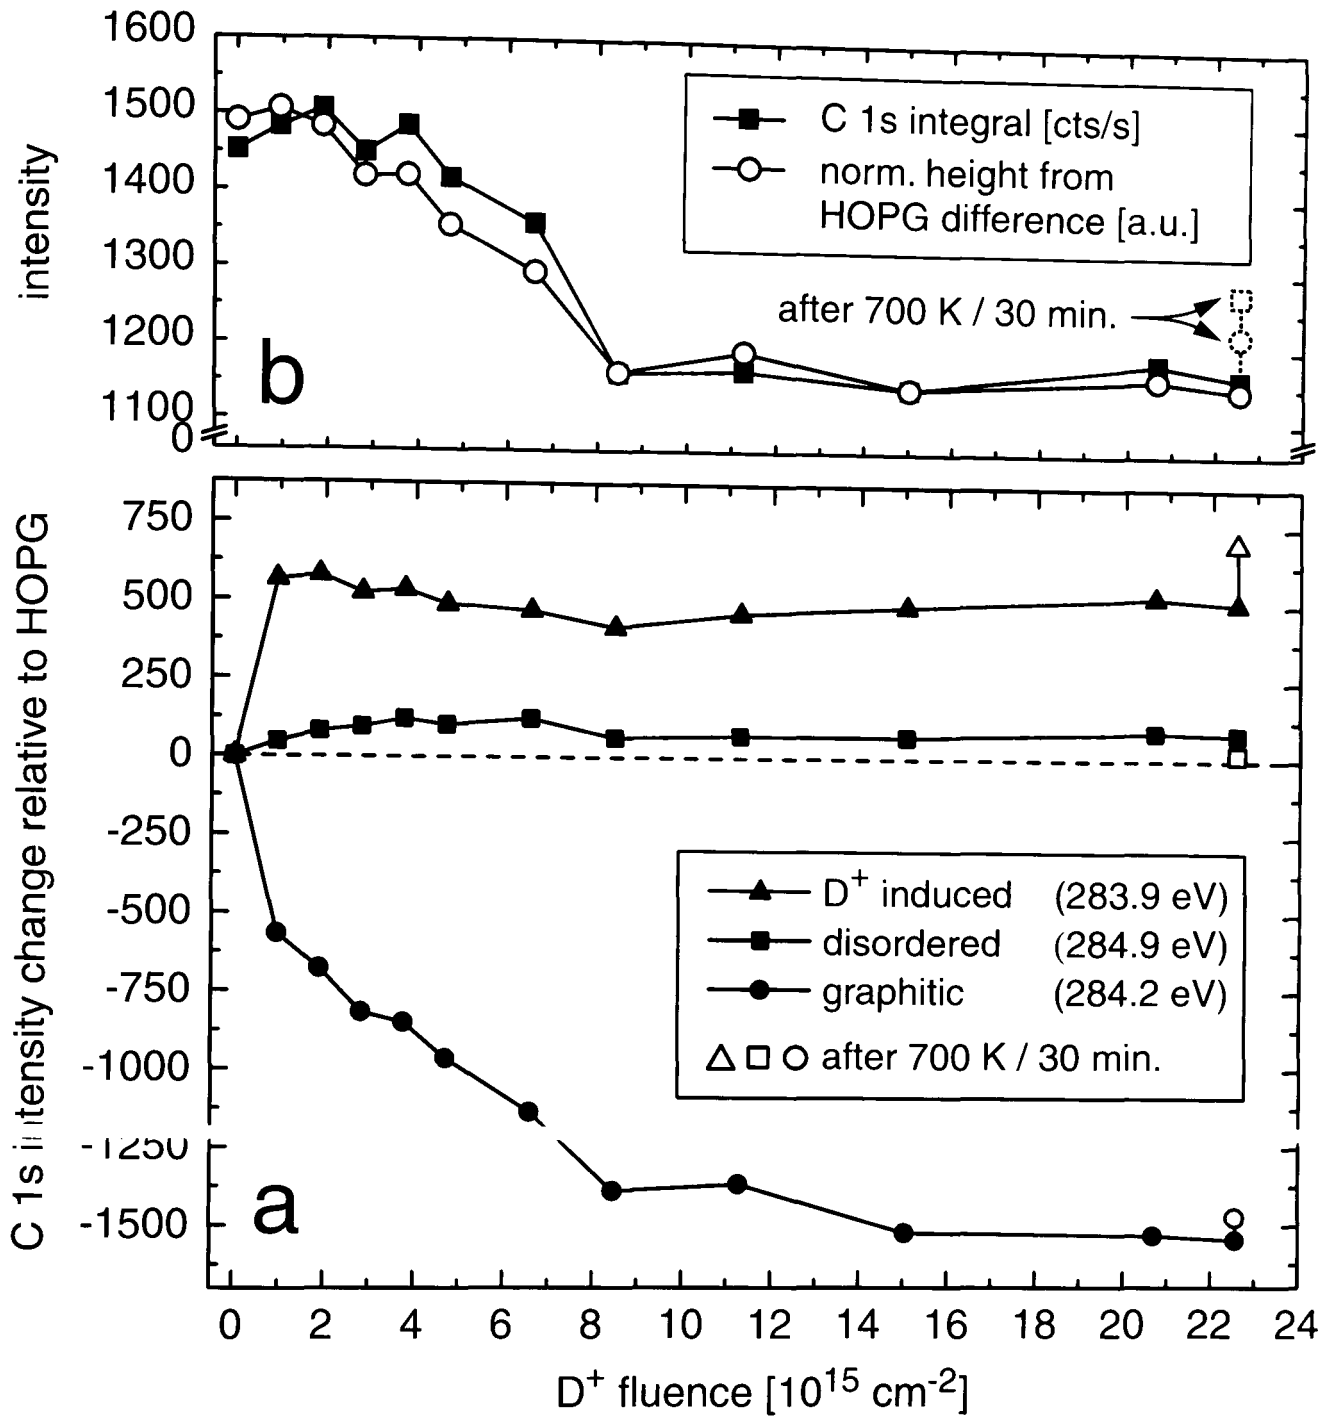 1600
1500
1400
1300
1200
1100
0
intensity
C 1s integral [cts/s]
norm. height from
HOPG difference [a.u.]
after 700 K / 30 min.
b
750
500
250
0
-250
-500
-750
-1000
-1250
-1500
C 1s intensity change relative to HOPG
D⁺ induced (283.9 eV)
disordered (284.9 eV)
graphitic (284.2 eV)
after 700 K / 30 min.
a
0 2 4 6 8 10 12 14 16 18 20 22 24
D⁺ fluence [10¹⁵ cm⁻²]